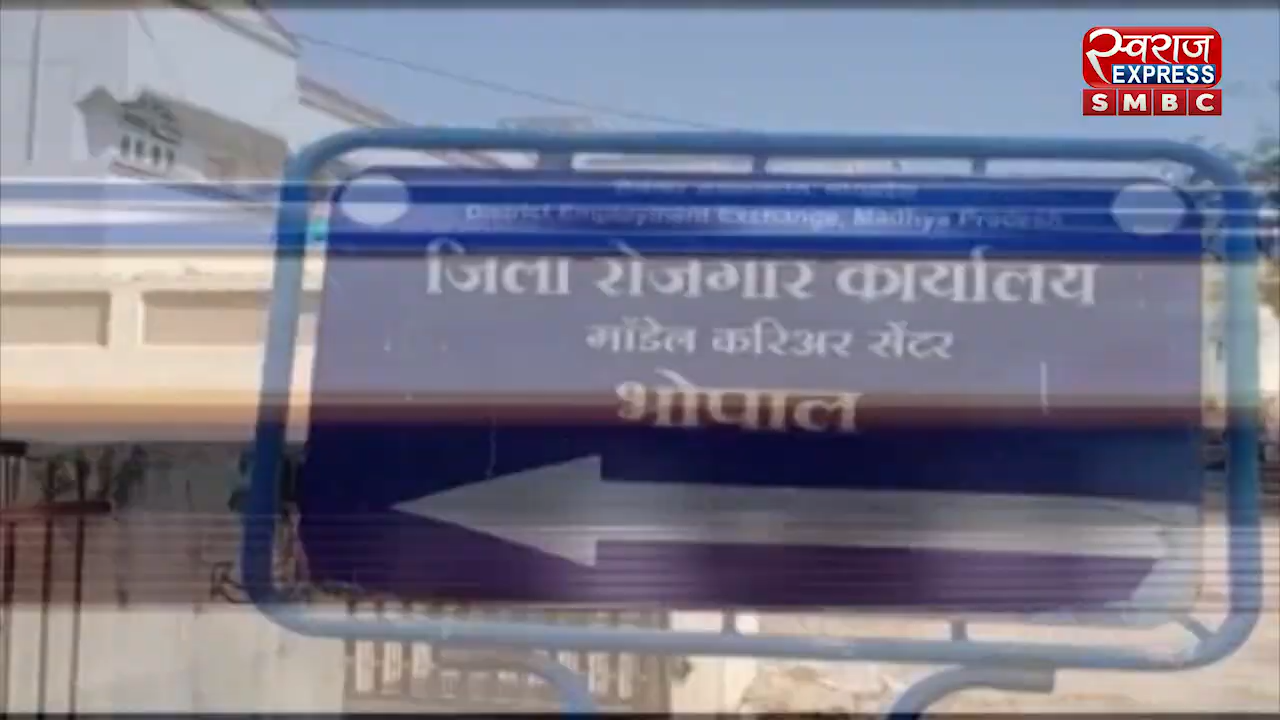 स्वराज
EXPRESS
SMBC
District Employment Exchange, Madhya Pradesh
जिला रोजगार कार्यालय
मॉडेल करिअर सेंटर
भोपाल